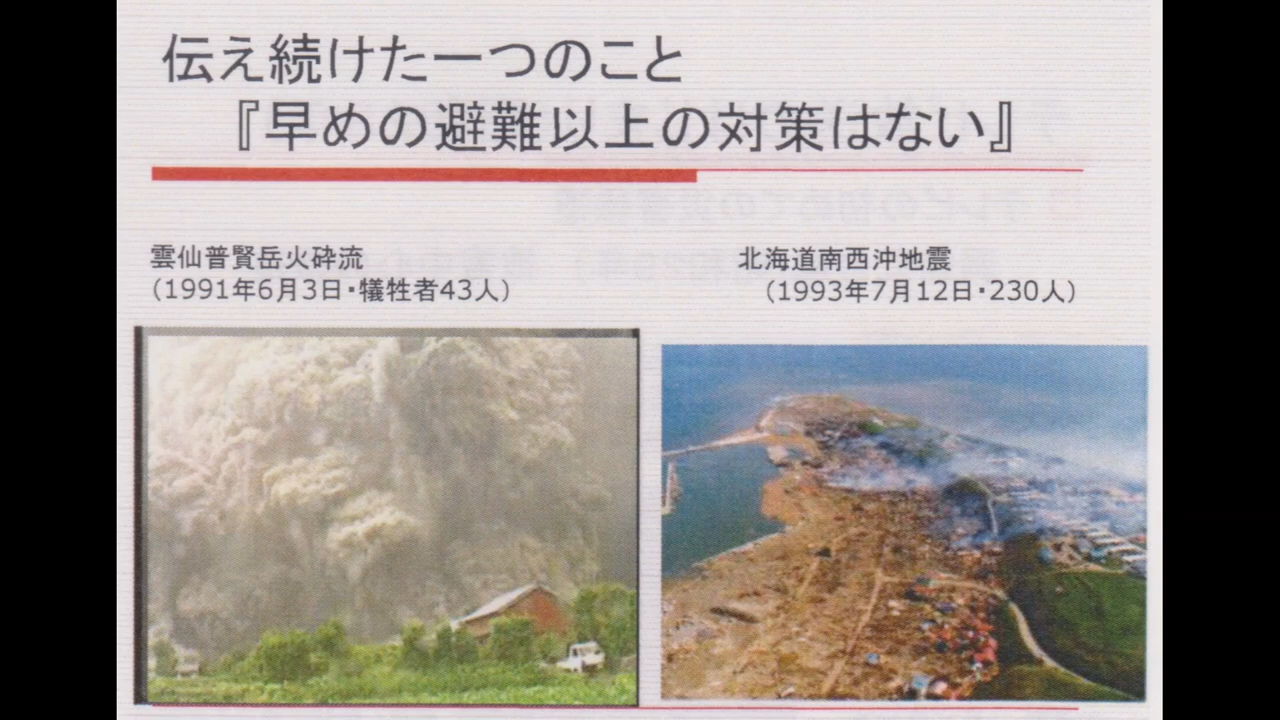 伝え続けた一つのこと
『早めの避難以上の対策はない』
雲仙普賢岳火砕流
（1991年6月3日・犠牲者43人）
北海道南西沖地震
（1993年7月12日・230人）